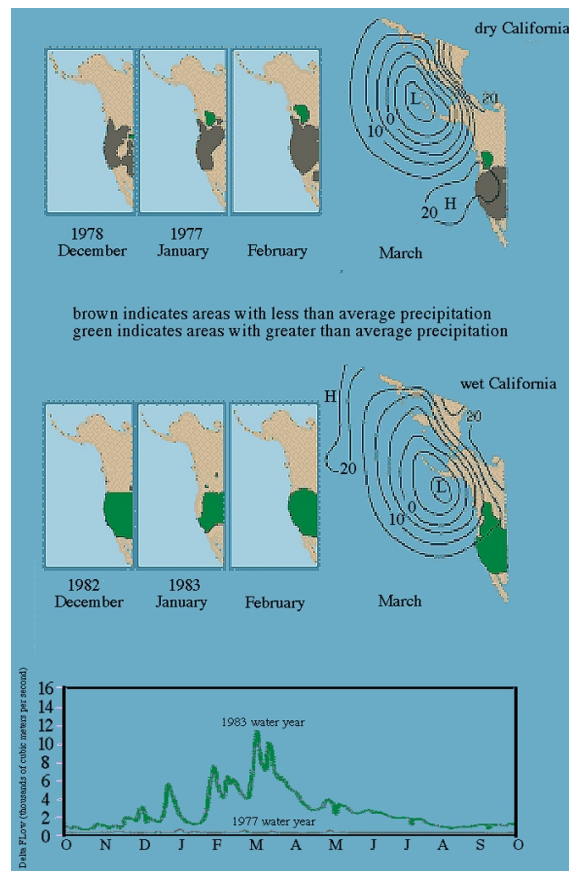 dry California
L
20
0
10
H
20
1978
December
1977
January
February
March
brown indicates areas with less than average precipitation
green indicates areas with greater than average precipitation
wet California
H
20
20
L
0
10
1982
December
1983
January
February
March
Delta FLow (thousands of cubic meters per second)
16
14
12
10
8
6
4
2
0
1983 water year
1977 water year
O N D J F M A M J J A S O